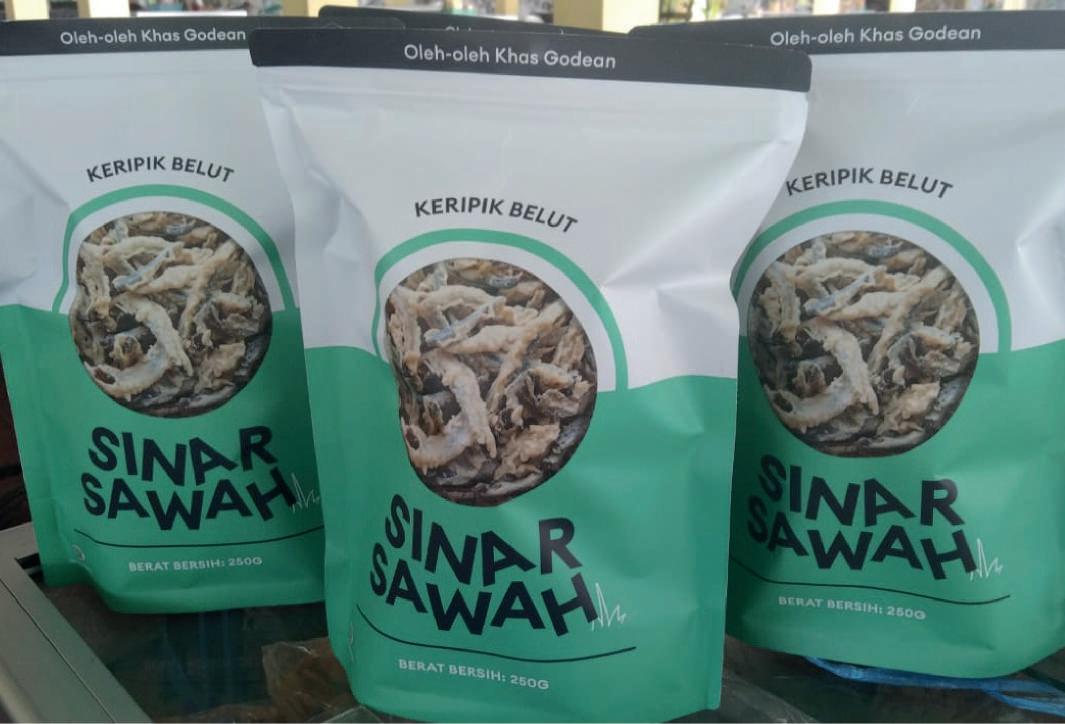 Oleh-oleh Khas Godean
KERIPIK BELUT
SINAR
SAWAH
BERAT BERSIH: 250G
Oleh-oleh Khas Godean
KERIPIK BELUT
SINAR
SAWAH
BERAT BERSIH: 250G
Oleh-oleh Khas Godean
KERIPIK BELUT
SINAR
SAWAH
BERAT BERSIH: 250G